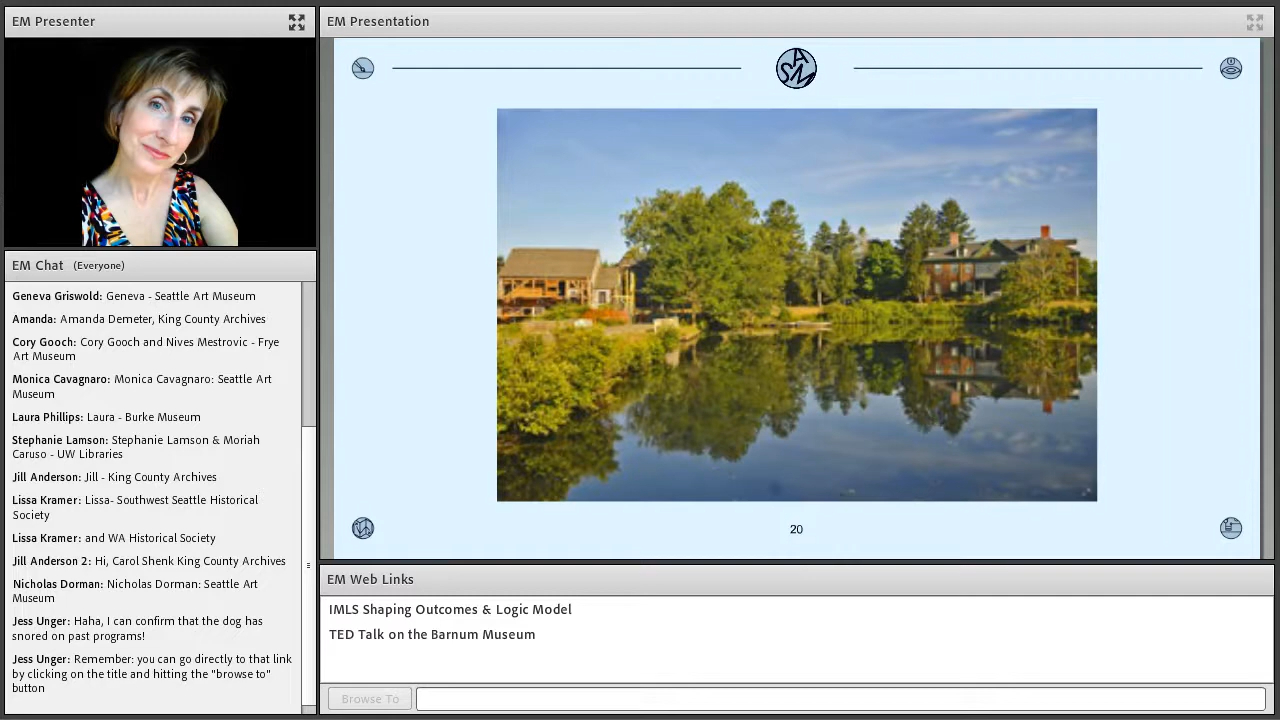 EM Presenter
EM Presentation
20
EM Chat (Everyone)
Geneva Griswold: Geneva - Seattle Art Museum
Amanda: Amanda Demeter, King County Archives
Cory Gooch: Cory Gooch and Nives Mestrovic - Frye
Art Museum
Monica Cavagnaro: Monica Cavagnaro: Seattle Art
Museum
Laura Phillips: Laura - Burke Museum
Stephanie Lamson: Stephanie Lamson & Moriah
Caruso - UW Libraries
Jill Anderson: Jill - King County Archives
Lissa Kramer: Lissa- Southwest Seattle Historical
Society
Lissa Kramer: and WA Historical Society
Jill Anderson 2: Hi, Carol Shenk King County Archives
Nicholas Dorman: Nicholas Dorman: Seattle Art
Museum
Jess Unger: Haha, I can confirm that the dog has
snored on past programs!
Jess Unger: Remember: you can go directly to that link
by clicking on the title and hitting the "browse to"
button
EM Web Links
IMLS Shaping Outcomes & Logic Model
TED Talk on the Barnum Museum
Browse To